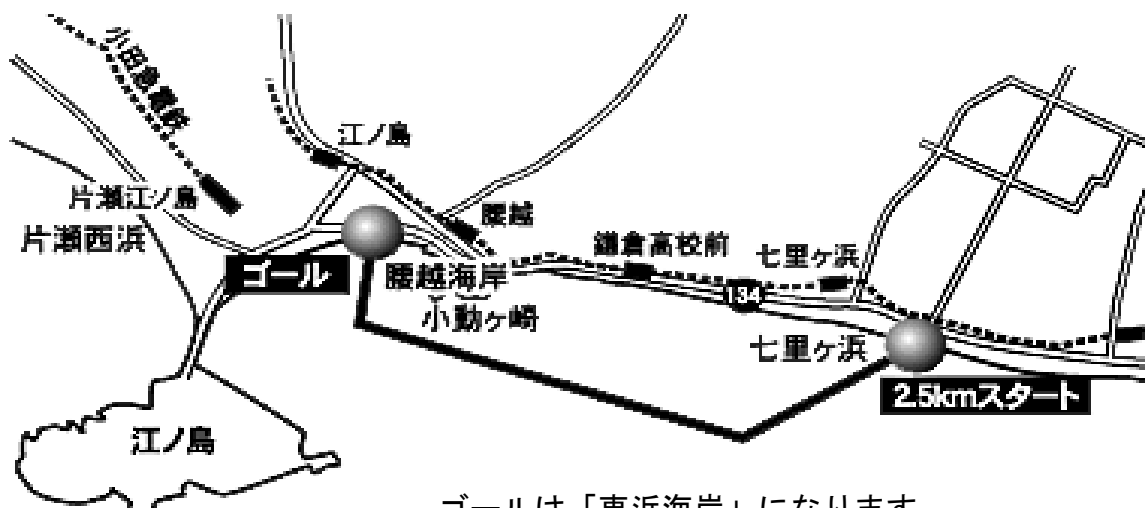 小田急電鉄
江ノ島
片瀬江ノ島
腰越
片瀬西浜
鎌倉高校前
七里ヶ浜
ゴール
腰越海岸
134
小動ヶ崎
七里ヶ浜
2.5kmスタート
江ノ島
ゴールは「東浜海岸」になります